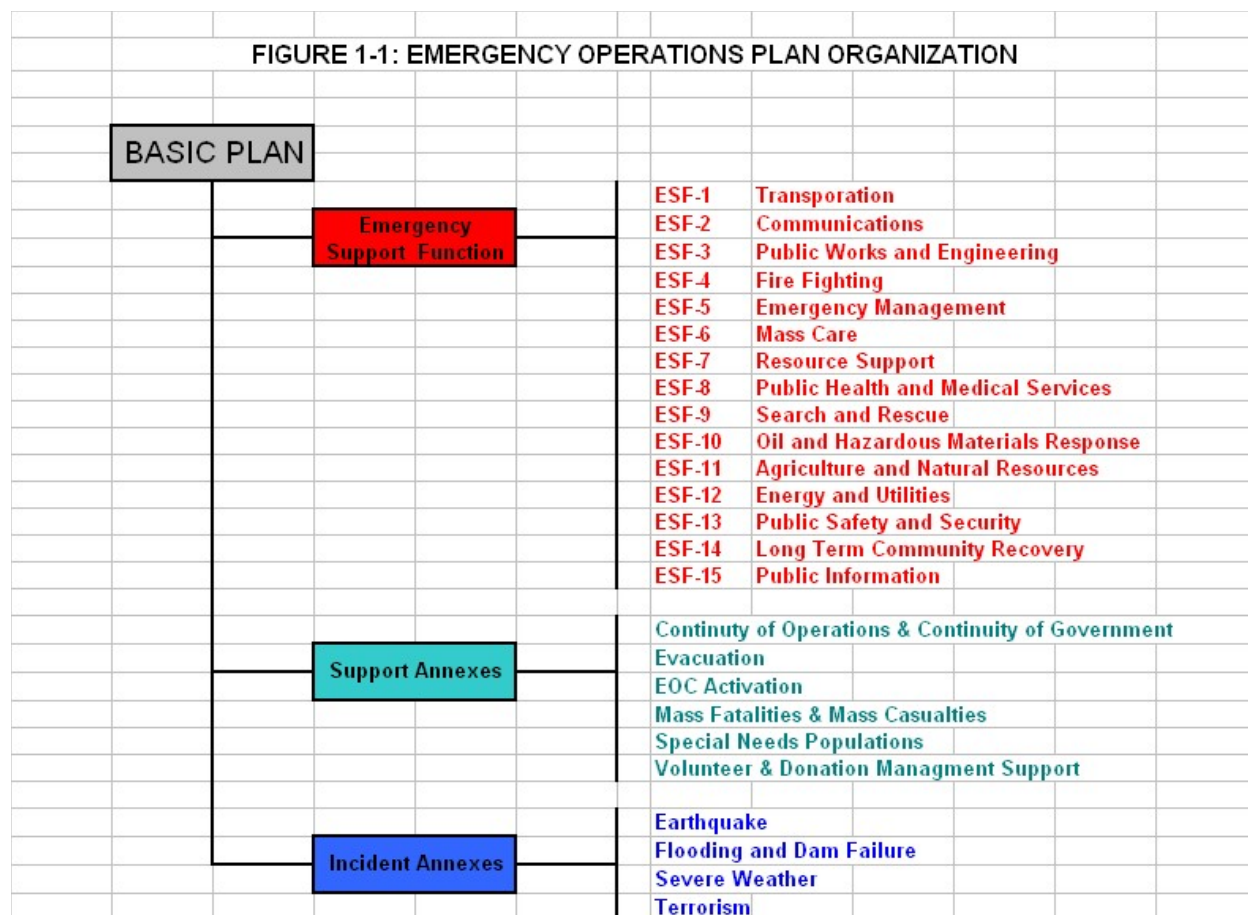 FIGURE 1-1: EMERGENCY OPERATIONS PLAN ORGANIZATION
BASIC PLAN
Emergency
Support Function
ESF-1 Transporation
ESF-2 Communications
ESF-3 Public Works and Engineering
ESF-4 Fire Fighting
ESF-5 Emergency Management
ESF-6 Mass Care
ESF-7 Resource Support
ESF-8 Public Health and Medical Services
ESF-9 Search and Rescue
ESF-10 Oil and Hazardous Materials Response
ESF-11 Agriculture and Natural Resources
ESF-12 Energy and Utilities
ESF-13 Public Safety and Security
ESF-14 Long Term Community Recovery
ESF-15 Public Information
Support Annexes
Continuty of Operations & Continuity of Government
Evacuation
EOC Activation
Mass Fatalities & Mass Casualties
Special Needs Populations
Volunteer & Donation Managment Support
Incident Annexes
Earthquake
Flooding and Dam Failure
Severe Weather
Terrorism